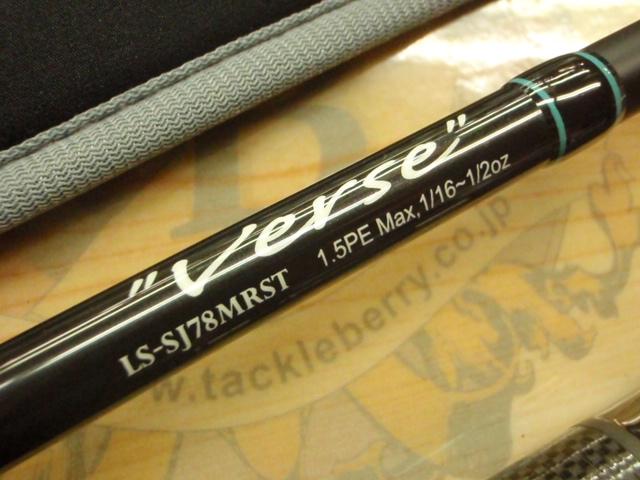 "Verse"
LS-SJ78MRST 1.5PE Max,1/16~1/2oz
w.tackleberry.co.jp